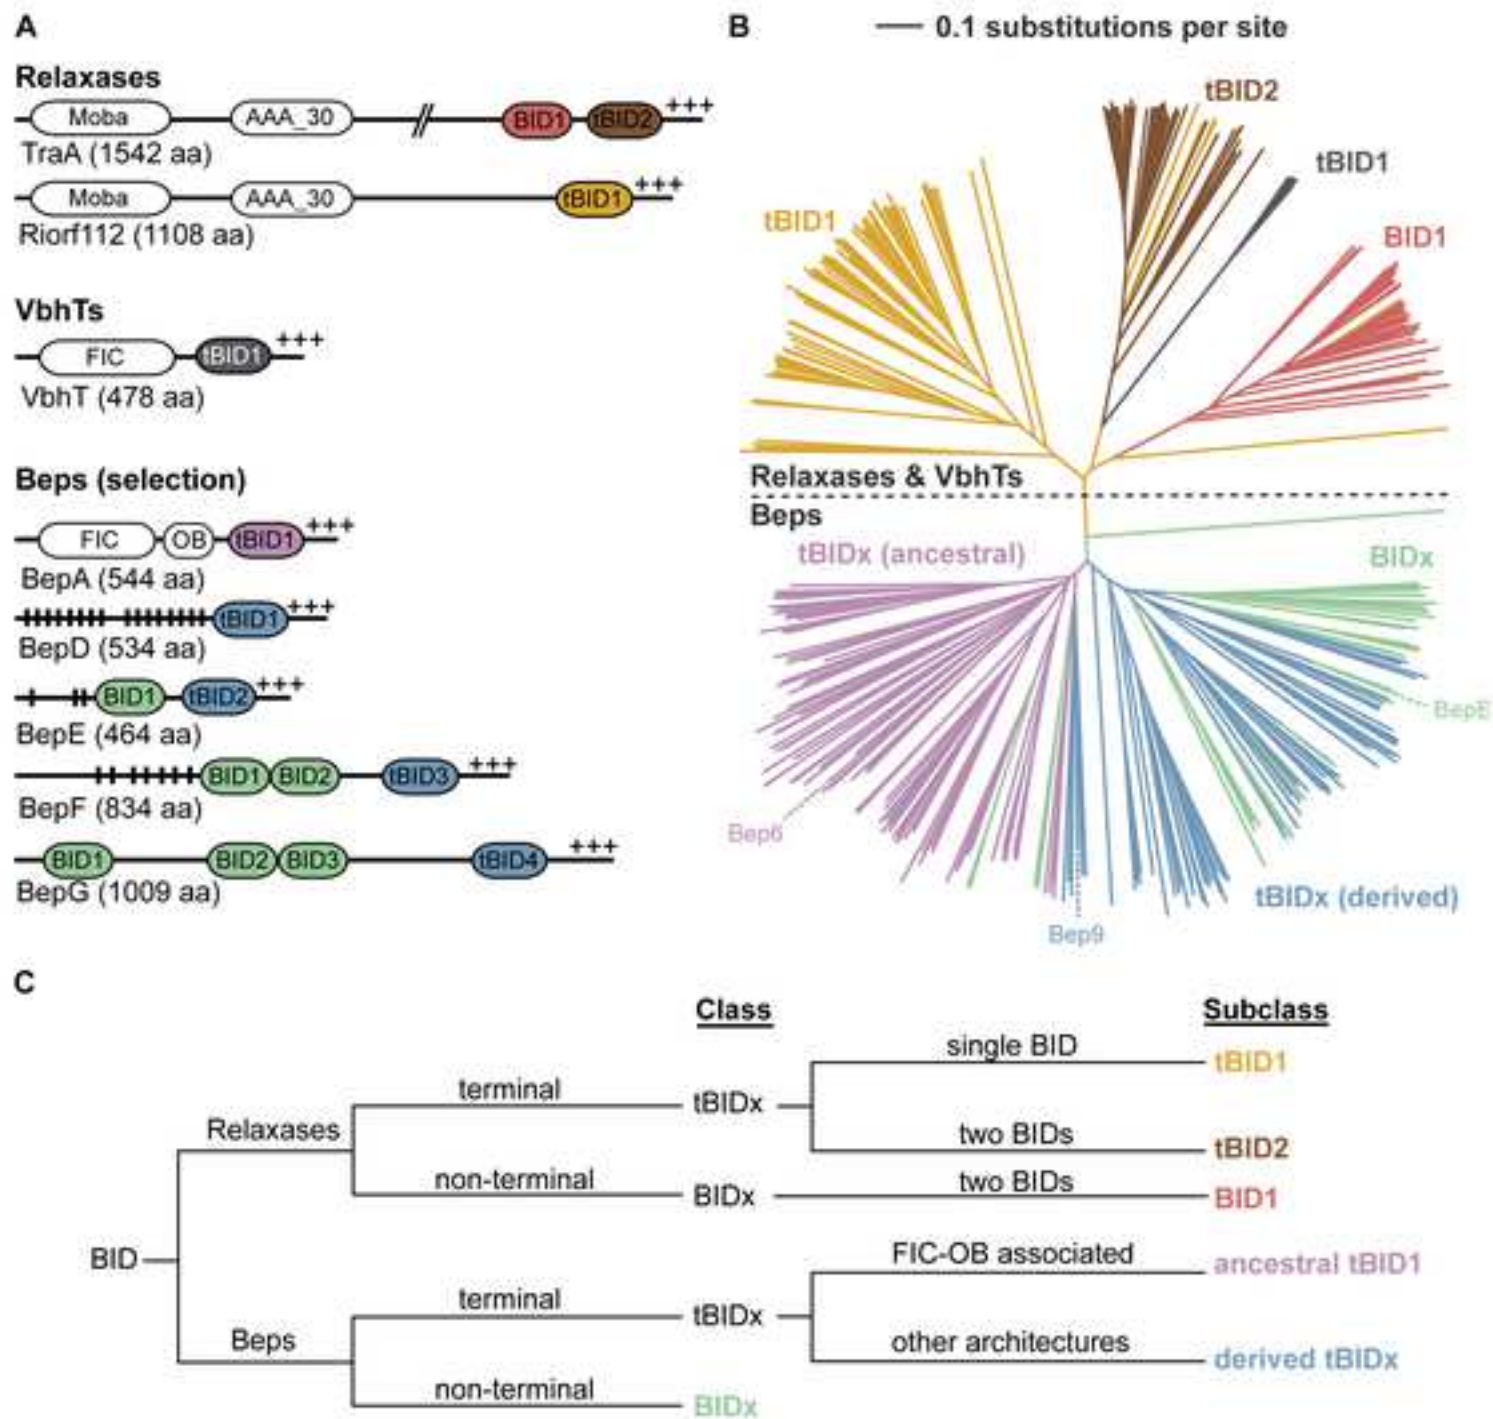 A
Relaxases
Moba AAA_30 BID1 tBID2 +++
TraA (1542 aa)
Moba AAA_30 tBID1 +++
Riorf112 (1108 aa)
VbhTs
FIC tBID1 +++
VbhT (478 aa)
Beps (selection)
FIC OB tBID1 +++
BepA (544 aa)
tBID1 +++
BepD (534 aa)
BID1 tBID2 +++
BepE (464 aa)
BID1 BID2 tBID3 +++
BepF (834 aa)
BID1 BID2 BID3 tBID4 +++
BepG (1009 aa)
B
0.1 substitutions per site
tBID2
tBID1
tBID1
BID1
Relaxases & VbhTs
Beps
tBIDx (ancestral)
BIDx
BepE
Bep6
tBIDx (derived)
Bep9
C
Class
Subclass
single BID
tBID1
terminal
tBIDx
Relaxases
two BIDs
tBID2
non-terminal
BIDx
two BIDs
BID1
BID
FIC-OB associated
ancestral tBID1
terminal
tBIDx
Beps
other architectures
derived tBIDx
non-terminal
BIDx